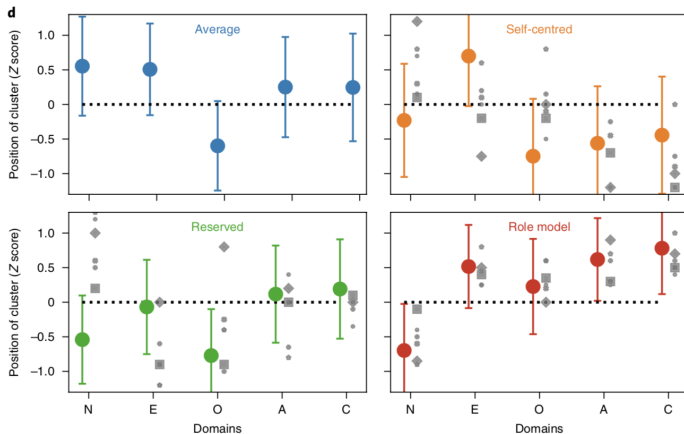 d
Average
Self-centred
Position of cluster (Z score)
1.0
0.5
0
−0.5
−1.0
Reserved
Role model
Position of cluster (Z score)
1.0
0.5
0
−0.5
−1.0
N E O A C
N E O A C
Domains
Domains